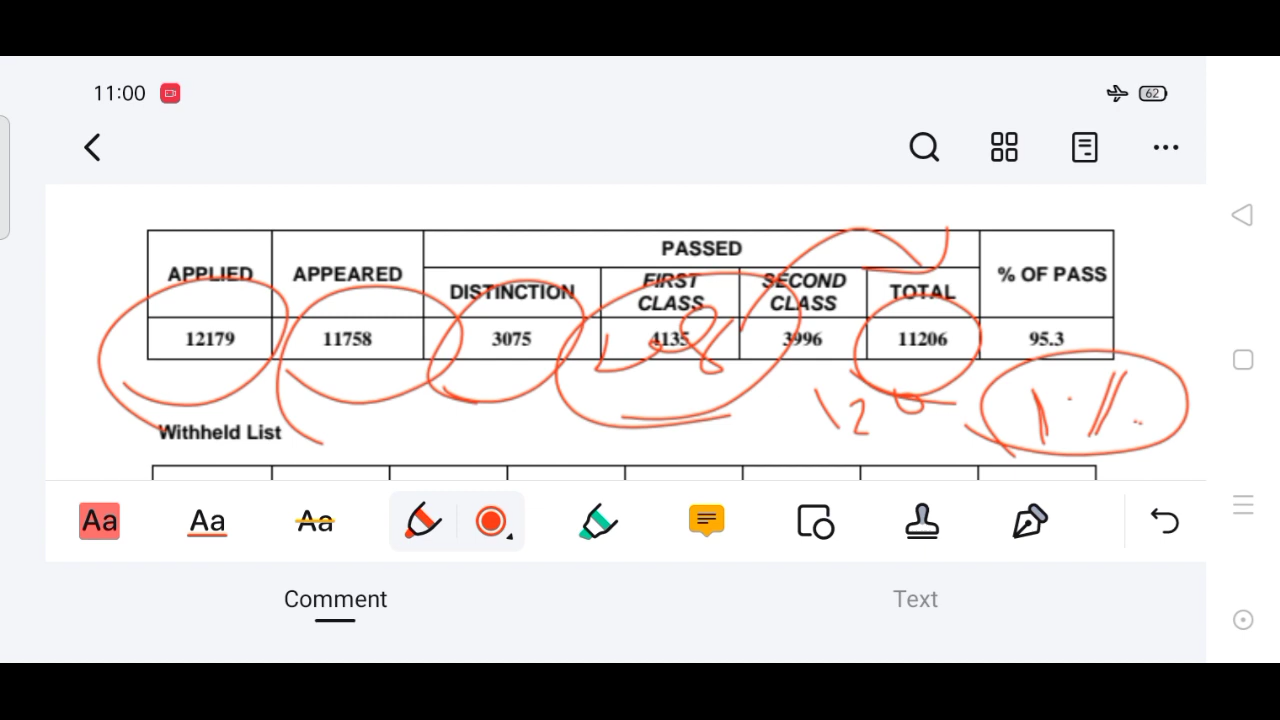 11:00
62
PASSED
APPLIED APPEARED DISTINCTION FIRST CLASS SECOND CLASS TOTAL % OF PASS
12179 11758 3075 4135 3996 11206 95.3
Withheld List
Aa Aa Aa
Comment Text